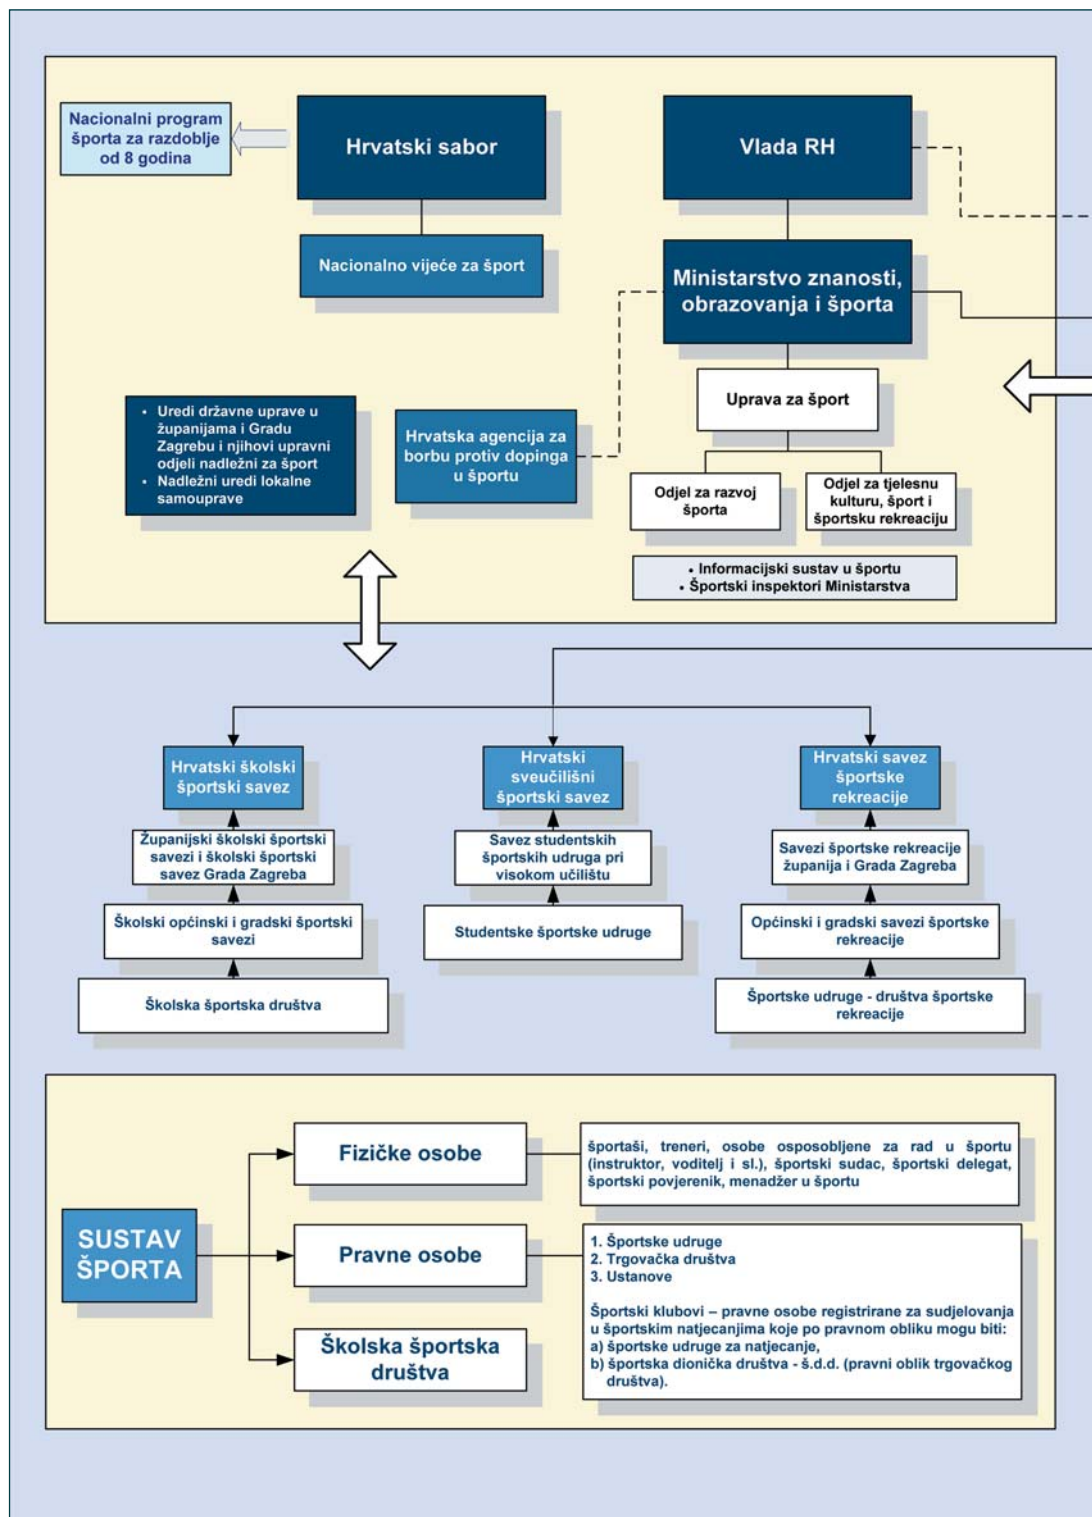 Nacionalni program
športa za razdoblje
od 8 godina
Hrvatski sabor
Vlada RH
Nacionalno vijeće za šport
Ministarstvo znanosti,
obrazovanja i športa
Uprava za šport
• Uredi državne uprave u
županijama i Gradu
Zagrebu i njihovi upravni
odjeli nadležni za šport
• Nadležni uredi lokalne
samouprave
Hrvatska agencija za
borbu protiv dopinga
u športu
Odjel za razvoj
športa
Odjel za tjelesnu
kulturu, šport i
športsku rekreaciju
• Informacijski sustav u športu
• Športski inspektori Ministarstva
Hrvatski školski
športski savez
Hrvatski
sveučilišni
športski savez
Hrvatski savez
športske
rekreacije
Županijski školski športski
savezi i školski športski
savez Grada Zagreba
Savez studentskih
športskih udruga pri
visokom učilištu
Savezi športske rekreacije
županija i Grada Zagreba
Školski općinski i gradski športski
savezi
Studentske športske udruge
Općinski i gradski savezi športske
rekreacije
Školska športska društva
Športske udruge - društva športske
rekreacije
SUSTAV
ŠPORTA
Fizičke osobe
športaši, treneri, osobe osposobljene za rad u športu
(instruktor, voditelj i sl.), športski sudac, športski delegat,
športski povjerenik, menadžer u športu
Pravne osobe
1. Športske udruge
2. Trgovačka društva
3. Ustanove
Športski klubovi – pravne osobe registrirane za sudjelovanja
u športskim natjecanjima koje po pravnom obliku mogu biti:
a) športske udruge za natjecanje,
b) športska dionička društva - š.d.d. (pravni oblik trgovačkog
društva).
Školska športska
društva